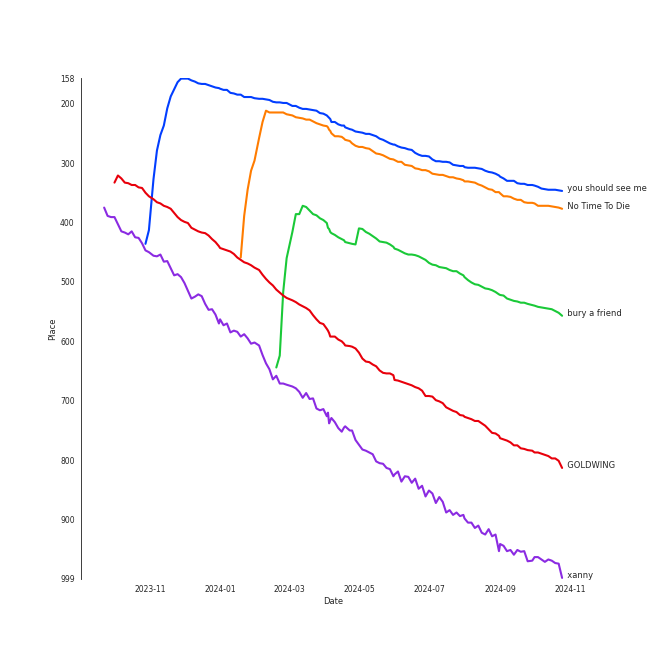 158
200
300
400
500
600
700
800
900
999
Place
2023-11
2024-01
2024-03
2024-05
2024-07
2024-09
2024-11
Date
you should see me
No Time To Die
bury a friend
GOLDWING
xanny